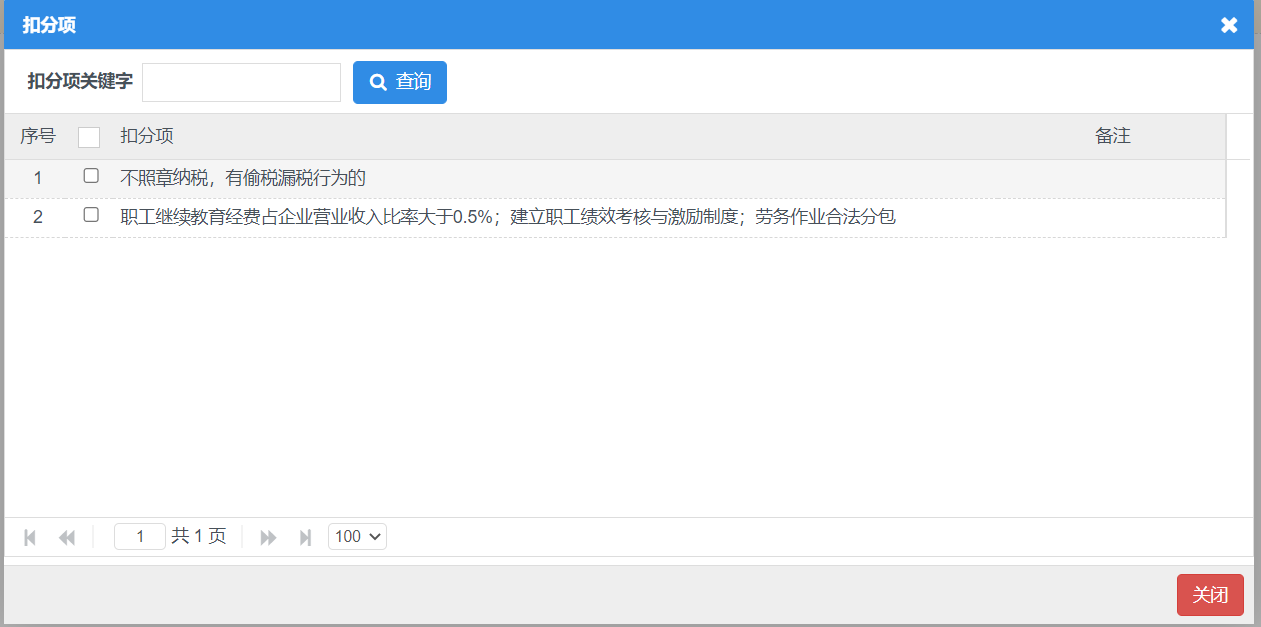 扣分项
扣分项关键字 查询
序号 扣分项 备注
1 不照章纳税，有偷税漏税行为的
2 职工继续教育经费占企业营业收入比率大于0.5%；建立职工绩效考核与激励制度；劳务作业合法分包
1 共 1 页 100
关闭